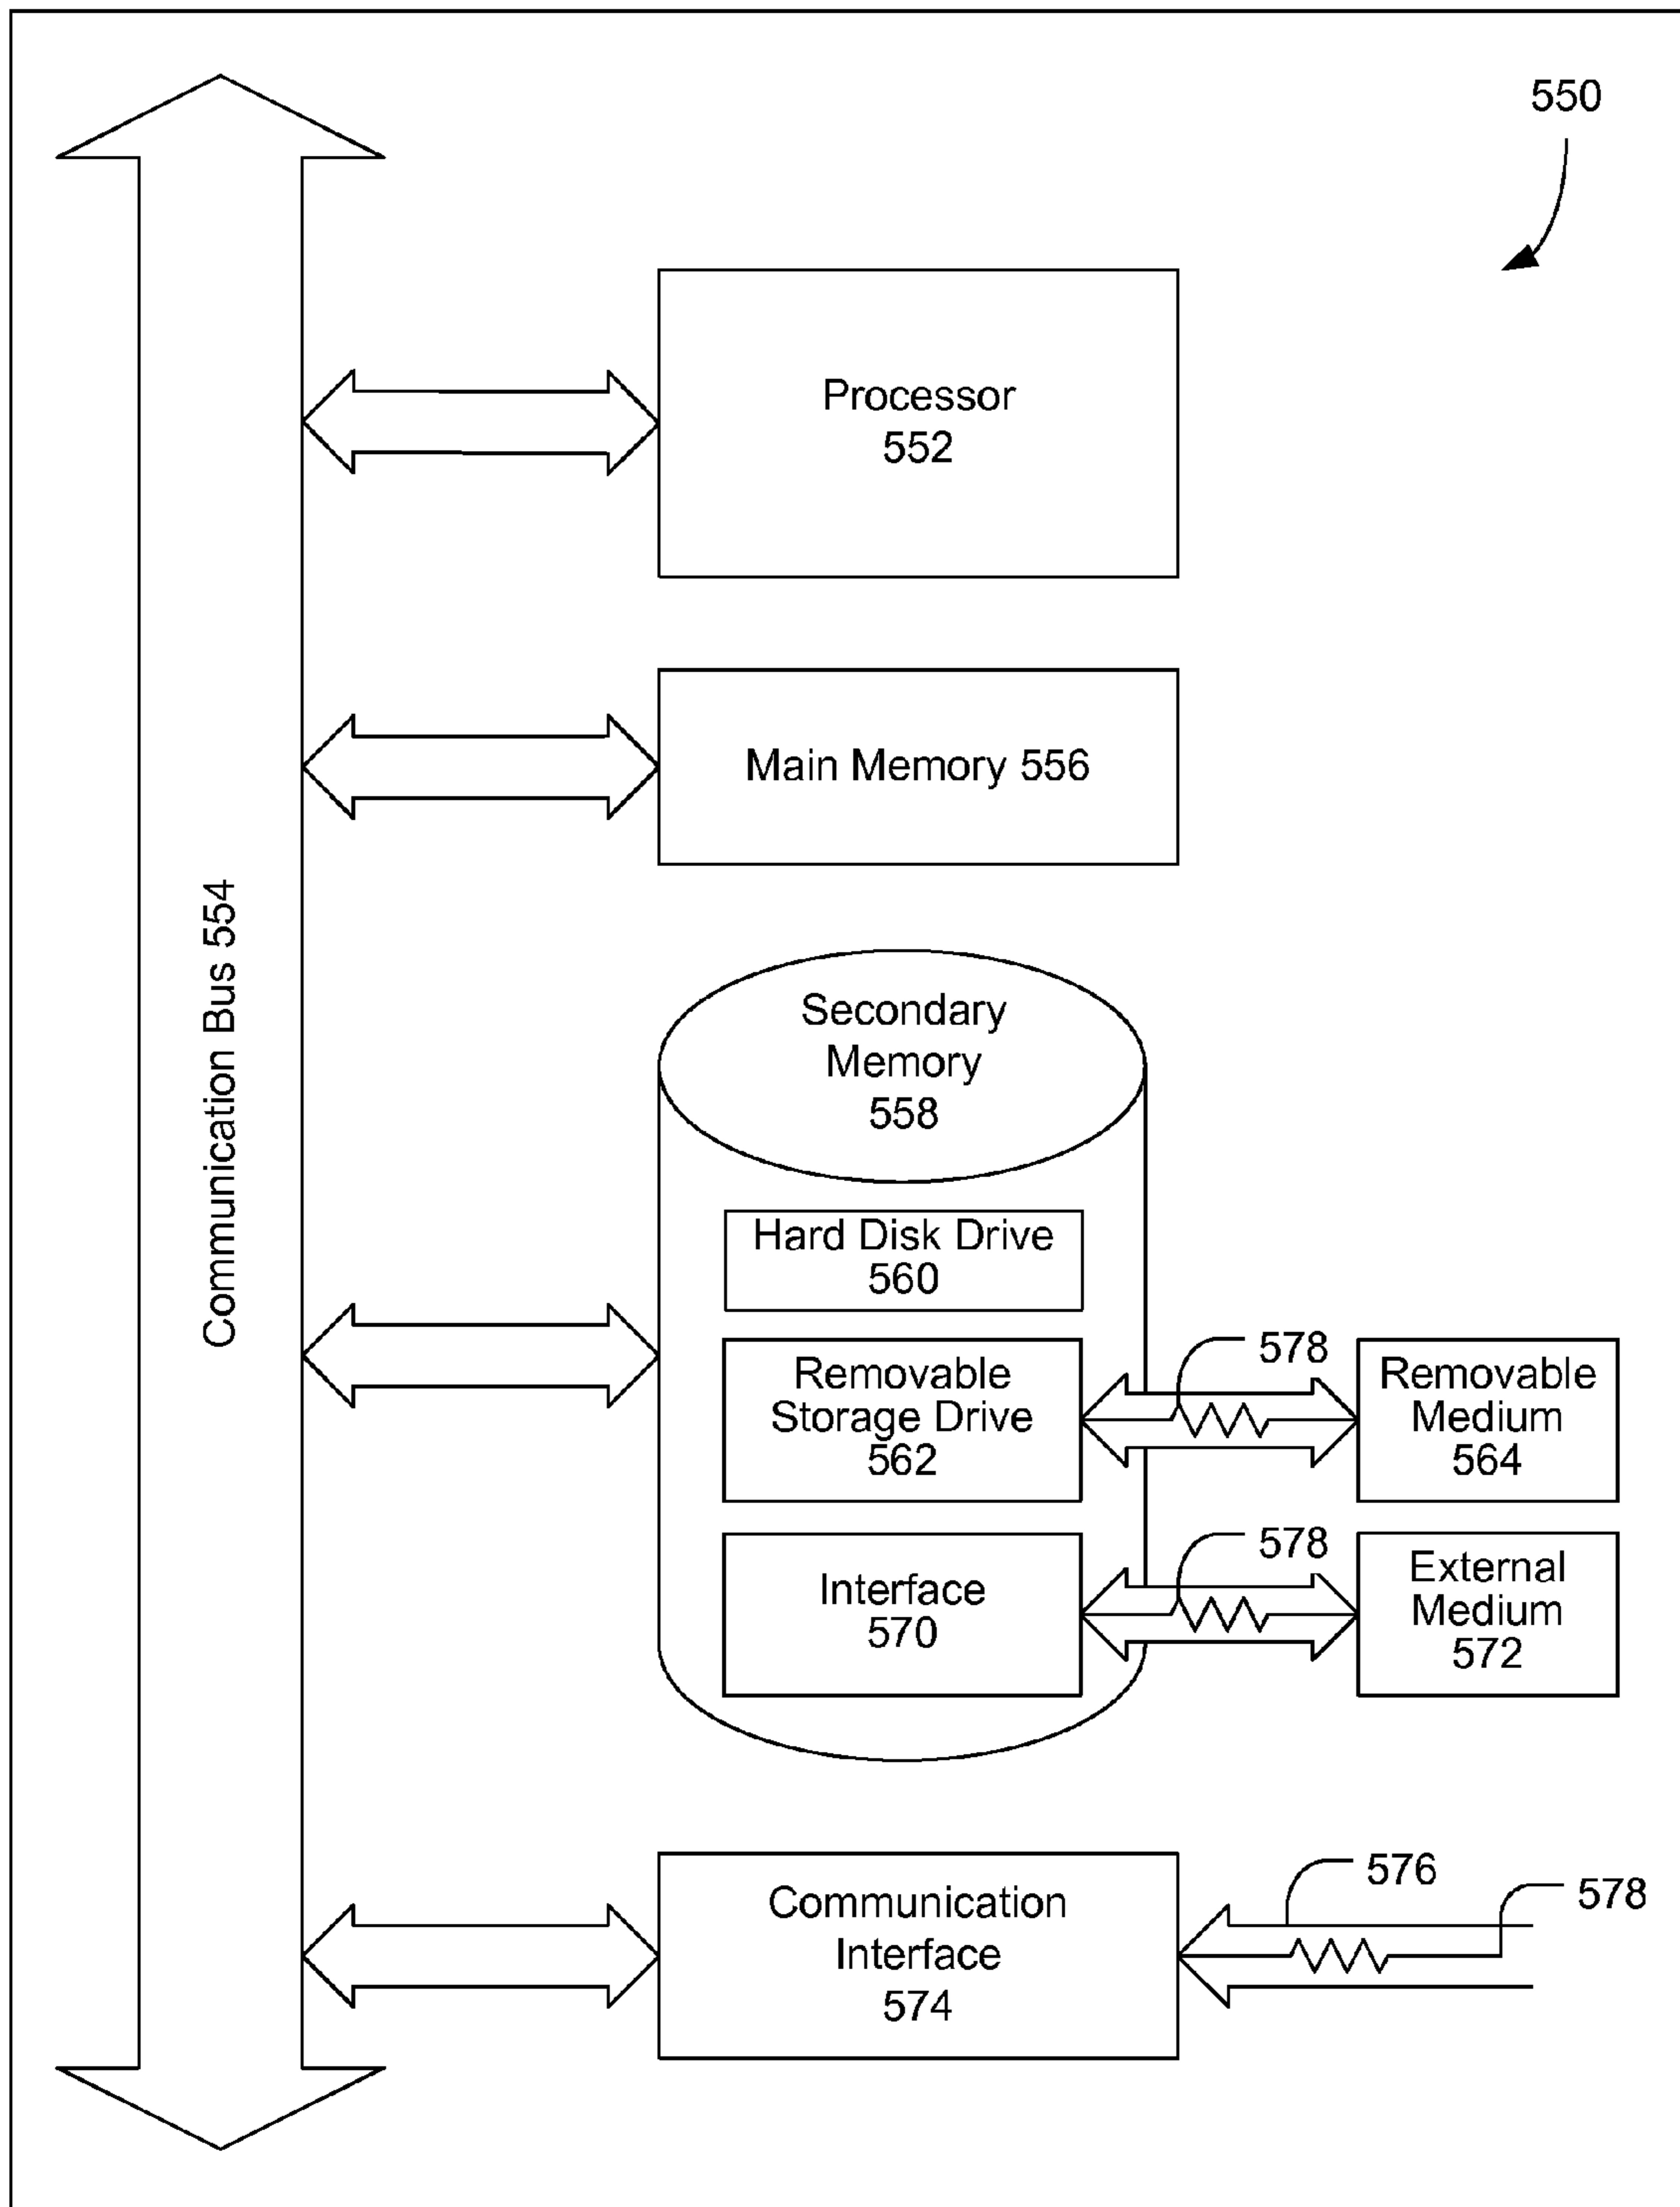 550
Processor
552
Main Memory 556
Communication Bus 554
Secondary
Memory
558
Hard Disk Drive
560
Removable
Storage Drive
562
578
Removable
Medium
564
Interface
570
578
External
Medium
572
Communication
Interface
574
576
578